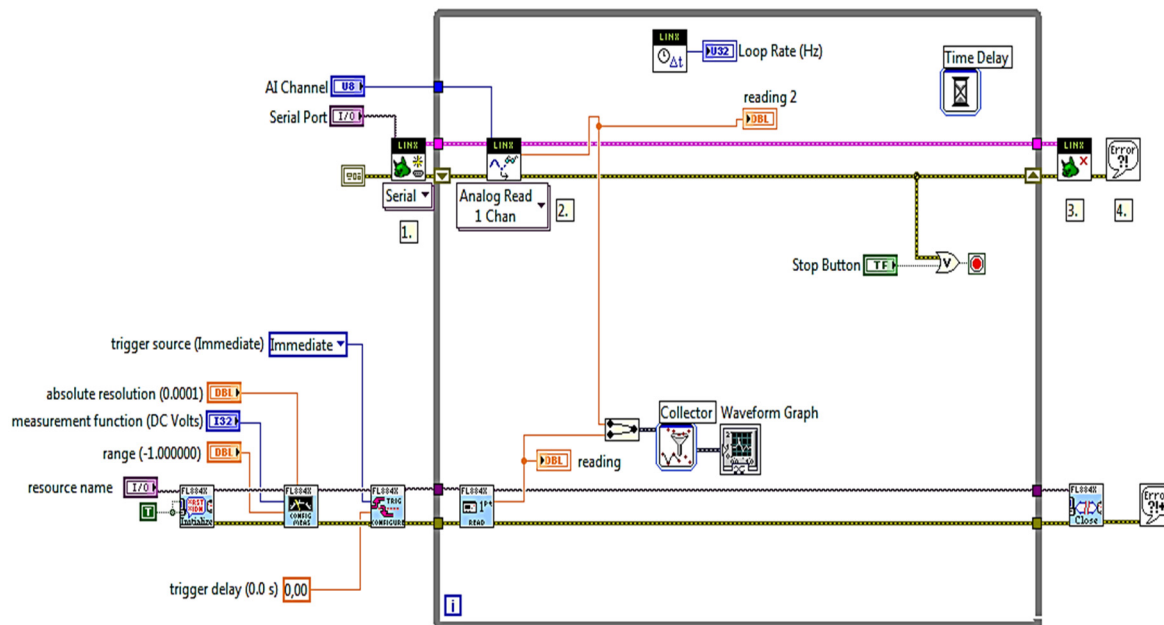 LINX
Δt
U32
Loop Rate (Hz)
Time Delay
AI Channel
U8
reading 2
DBL
Serial Port
I/O
LINX
LINX
LINX
Error
?!
Serial
Analog Read
1 Chan
1.
2.
3.
4.
Stop Button
TF
V
trigger source (Immediate)
Immediate
absolute resolution (0.0001)
DBL
measurement function (DC Volts)
I32
Collector
Waveform Graph
range (-1.000000)
DBL
DBL
reading
resource name
I/O
FL884X
FL884X
FL884X
FL884X
FL884X
T
Initialize
CONFIG
MEAS
TRIG
CONFIGURE
1Pt
READ
Close
?!
trigger delay (0.0 s)
0,00
i